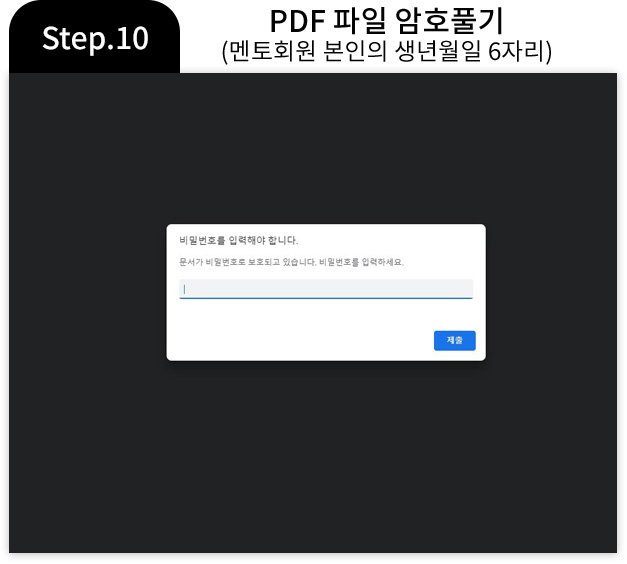 Step.10
PDF 파일 암호풀기
(멘토회원 본인의 생년월일 6자리)
비밀번호를 입력해야 합니다.
문서가 비밀번호로 보호되고 있습니다. 비밀번호를 입력하세요.
제출